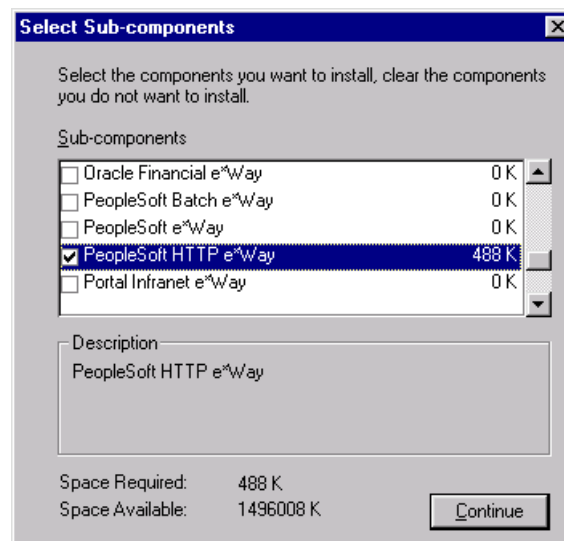 Select Sub-components
Select the components you want to install, clear the components
you do not want to install.
Sub-components
Oracle Financial e*Way 0 K
PeopleSoft Batch e*Way 0 K
PeopleSoft e*Way 0 K
PeopleSoft HTTP e*Way 488 K
Portal Infranet e*Way 0 K
Description
PeopleSoft HTTP e*Way
Space Required: 488 K
Space Available: 1496008 K
Continue